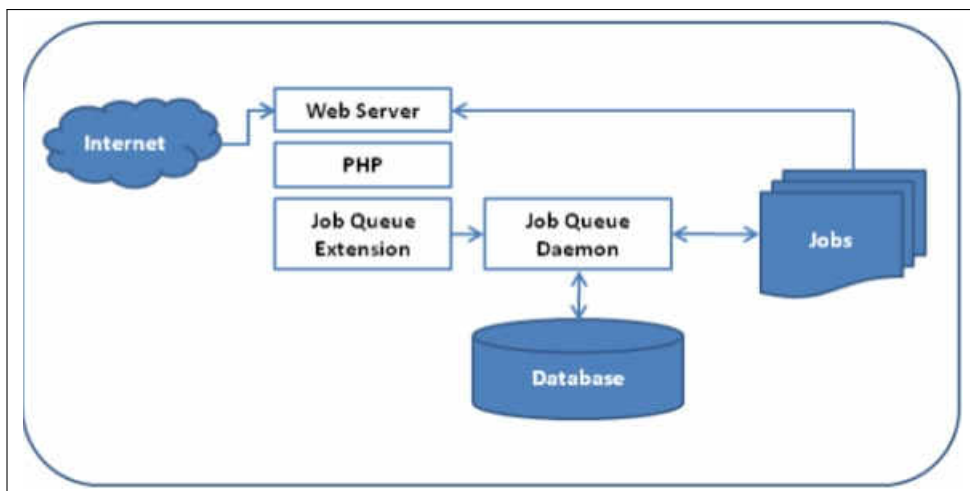 Internet
Web Server
PHP
Job Queue
Extension
Job Queue
Daemon
Jobs
Database